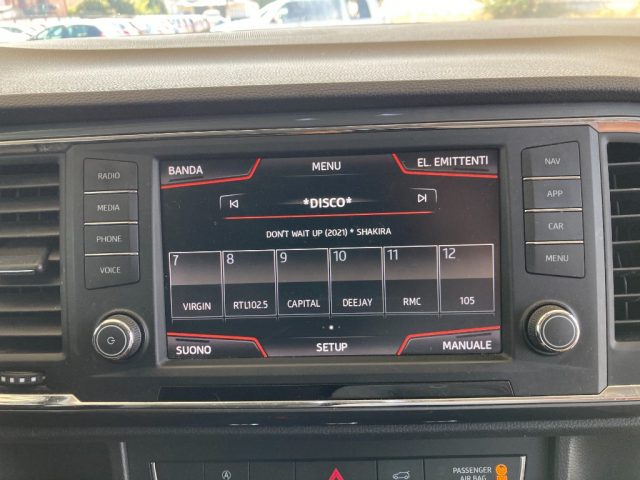 RADIO
MEDIA
PHONE
VOICE
BANDA
MENU
EL. EMITTENTI
*DISCO*
DON'T WAIT UP (2021) * SHAKIRA
7 8 9 10 11 12
VIRGIN RTL102.5 CAPITAL DEEJAY RMC 105
SUONO
SETUP
MANUALE
NAV
APP
CAR
MENU
A
PASSENGER
AIR BAG